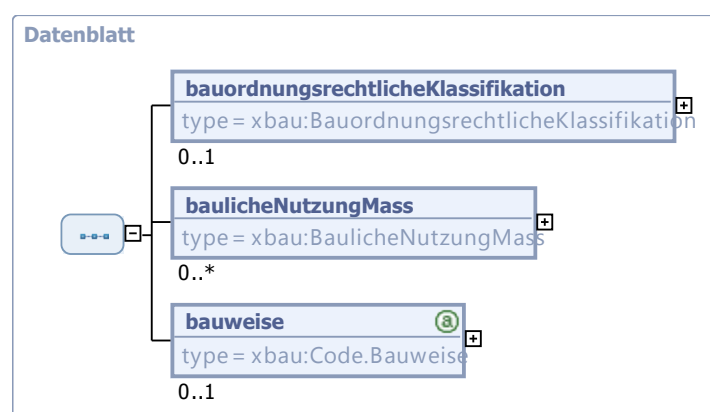 Datenblatt
bauordnungsrechtlicheKlassifikation
type = xbau:BauordnungsrechtlicheKlassifikation
0..1
baulicheNutzungMass
type = xbau:BaulicheNutzungMass
0..*
bauweise a
type = xbau:Code.Bauweise
0..1